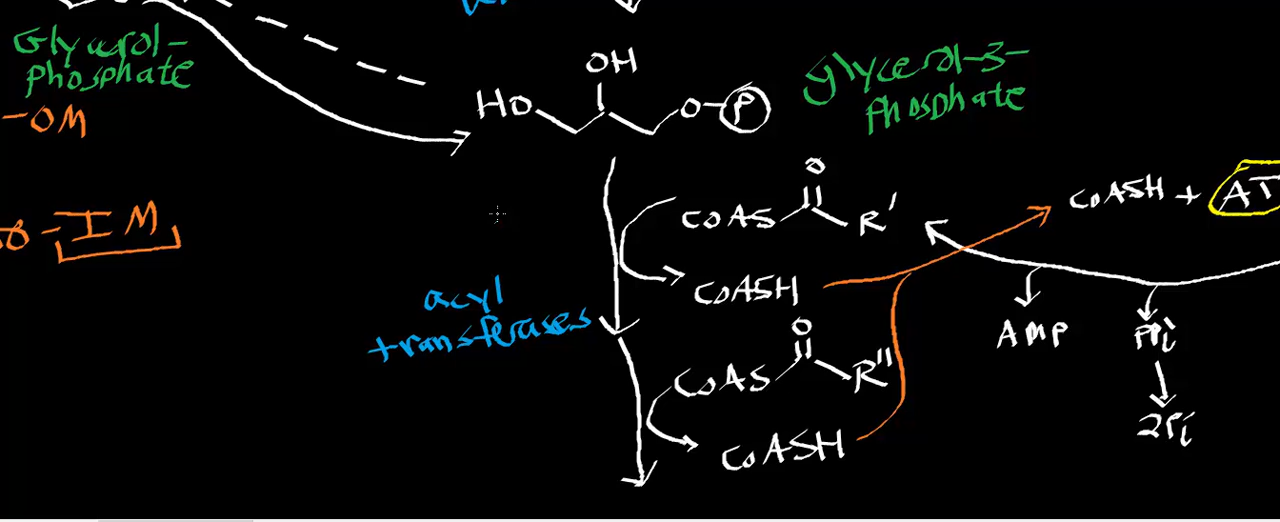 Glycerol-
phosphate
-OM
IM
OH
HO
O-P
glycerol-3-
phosphate
O
COAS
R'
COASH +
AT
COASH
acyl
transferases
AMP
PPi
2Pi
O
COAS
R"
COASH